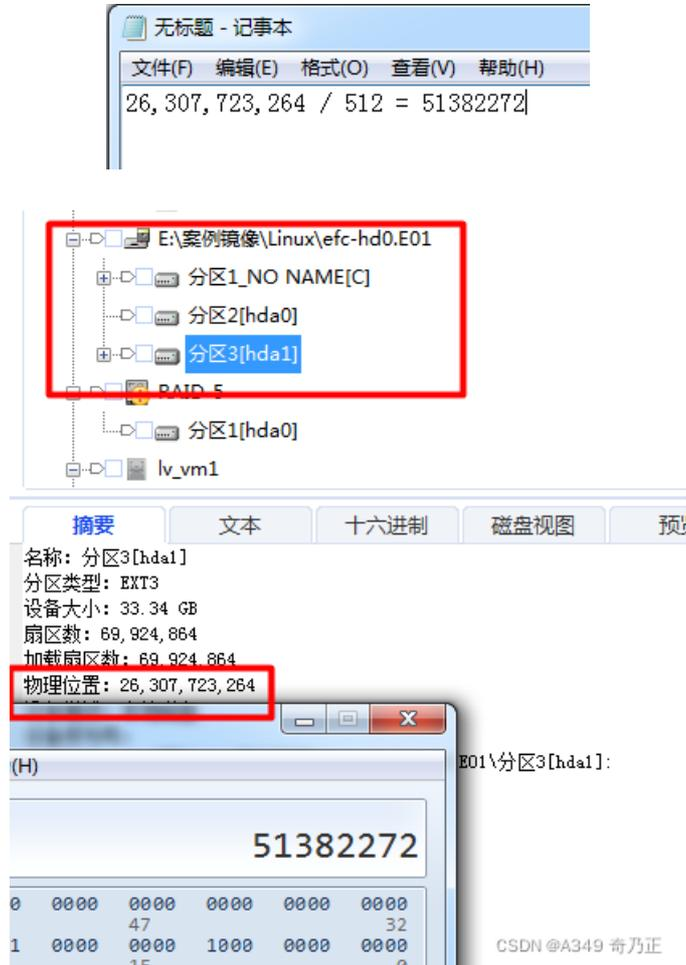 无标题 - 记事本
文件(F) 编辑(E) 格式(O) 查看(V) 帮助(H)
26,307,723,264 / 512 = 51382272
E:\案例镜像\Linux\efc-hd0.E01
分区1_NO NAME[C]
分区2[hda0]
分区3[hda1]
RAID-5
分区1[hda0]
lv_vm1
摘要 文本 十六进制 磁盘视图
名称: 分区3[hda1]
分区类型: EXT3
设备大小: 33.34 GB
扇区数: 69,924,864
加载扇区数: 69,924,864
物理位置: 26,307,723,264
(H)
E01\分区3[hda1]:
51382272
0 0000 0000 0000 0000 0000
47 32
1 0000 0000 1000 0000 0000
15 0
CSDN @A349 奇乃正